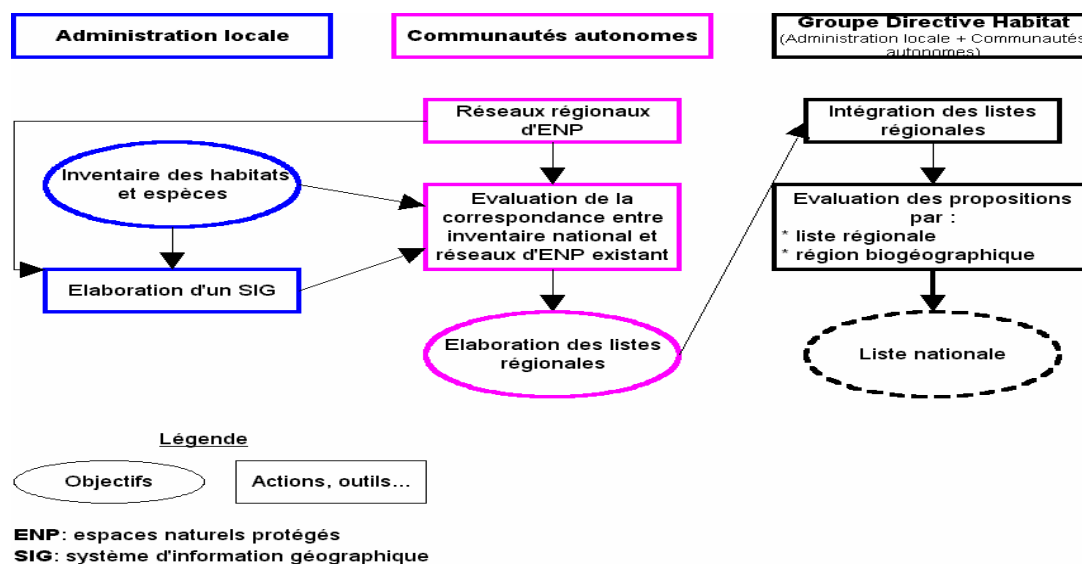 Administration locale
Communautés autonomes
Groupe Directive Habitat
(Administration locale + Communautés
autonomes)
Réseaux régionaux
d'ENP
Intégration des listes
régionales
Inventaire des habitats
et espèces
Evaluation de la
correspondance entre
inventaire national et
réseaux d'ENP existant
Evaluation des propositions
par :
* liste régionale
* région biogéographique
Elaboration d'un SIG
Elaboration des listes
régionales
Liste nationale
Légende
Objectifs
Actions, outils...
ENP: espaces naturels protégés
SIG: système d'information géographique